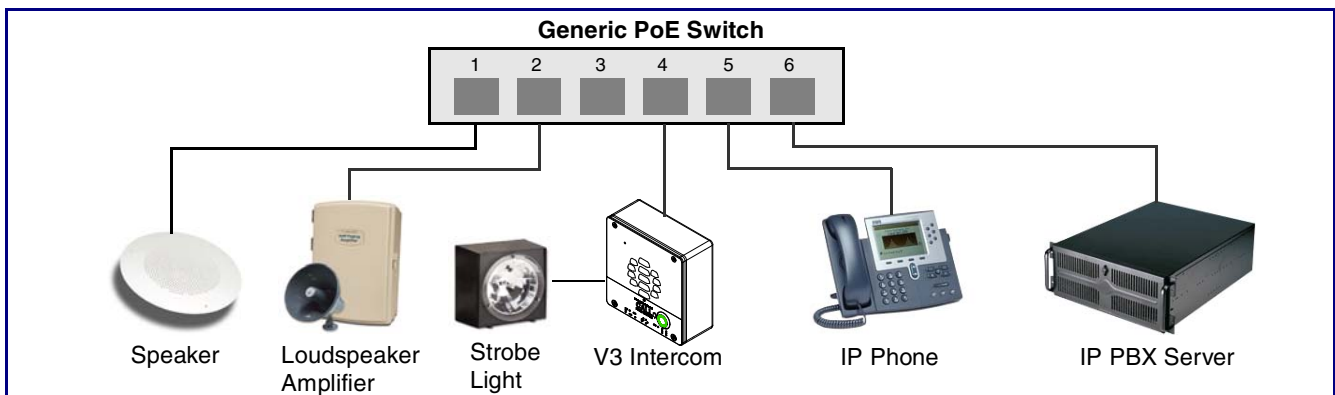 Generic PoE Switch
1 2 3 4 5 6
Speaker
Loudspeaker
Amplifier
Strobe
Light
V3 Intercom
IP Phone
IP PBX Server